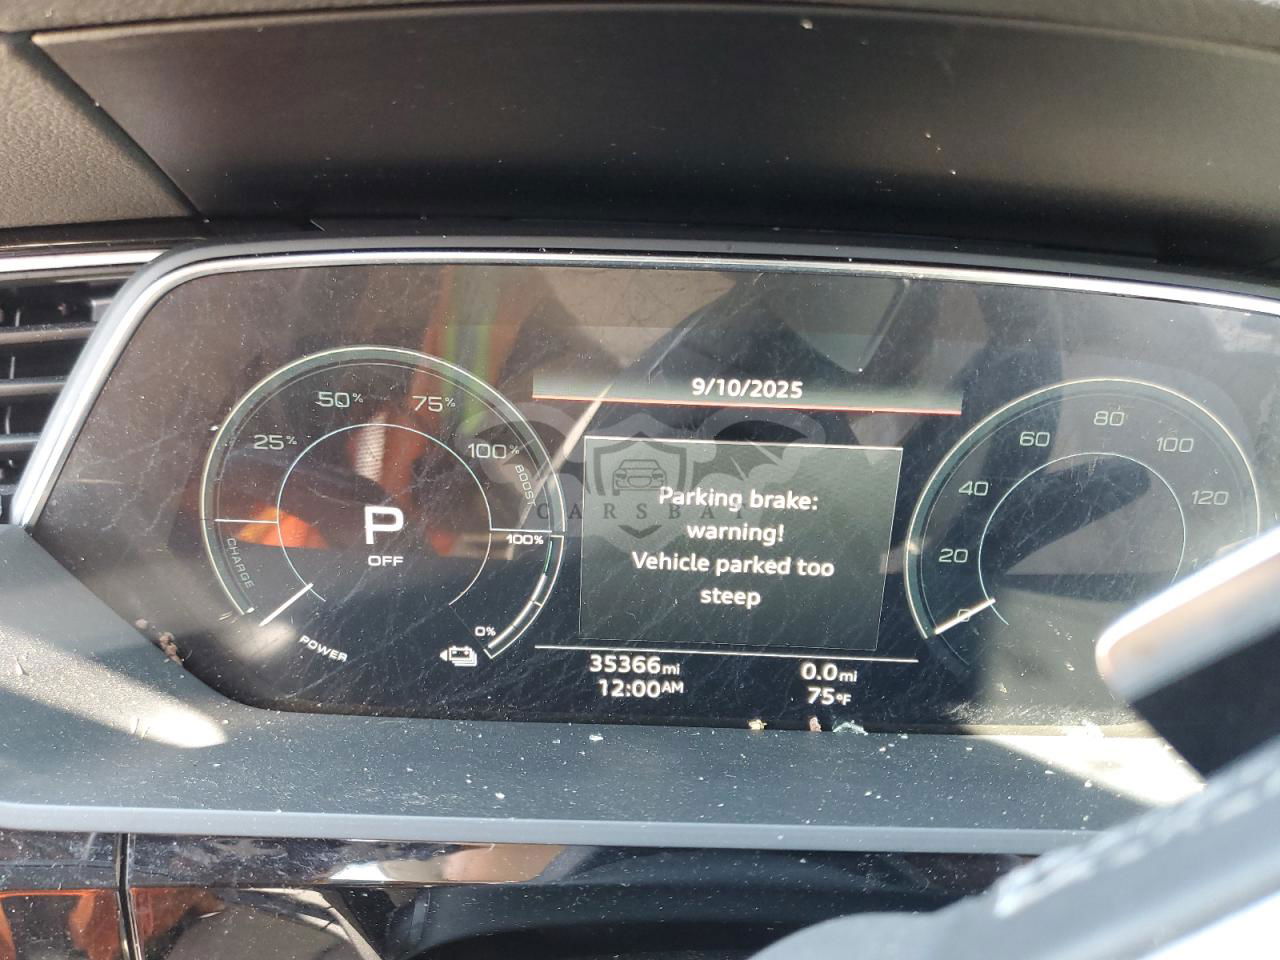 9/10/2025
50%
75%
25%
100%
BOOST
80
60
100
40
120
CARSBAT
Parking brake:
warning!
Vehicle parked too
steep
P
OFF
100%
CHARGE
20
0
0%
POWER
35366mi
0.0mi
12:00AM
75°F